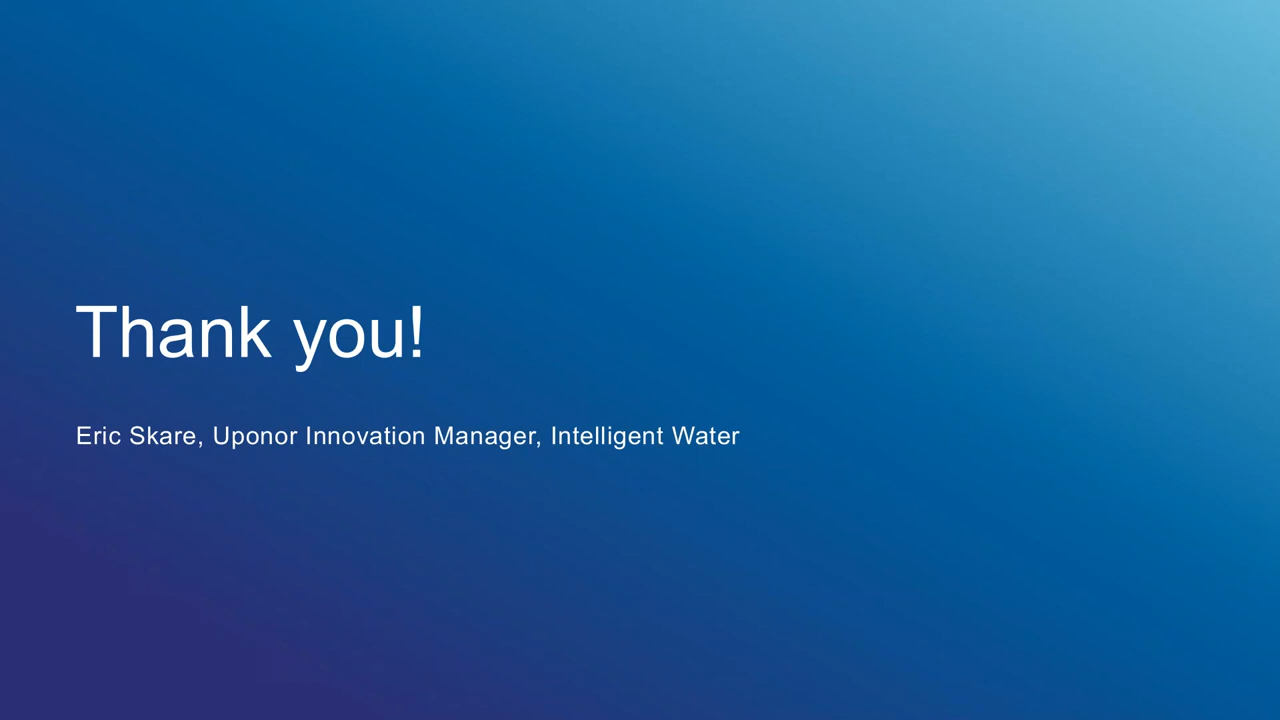 Thank you!
Eric Skare, Uponor Innovation Manager, Intelligent Water